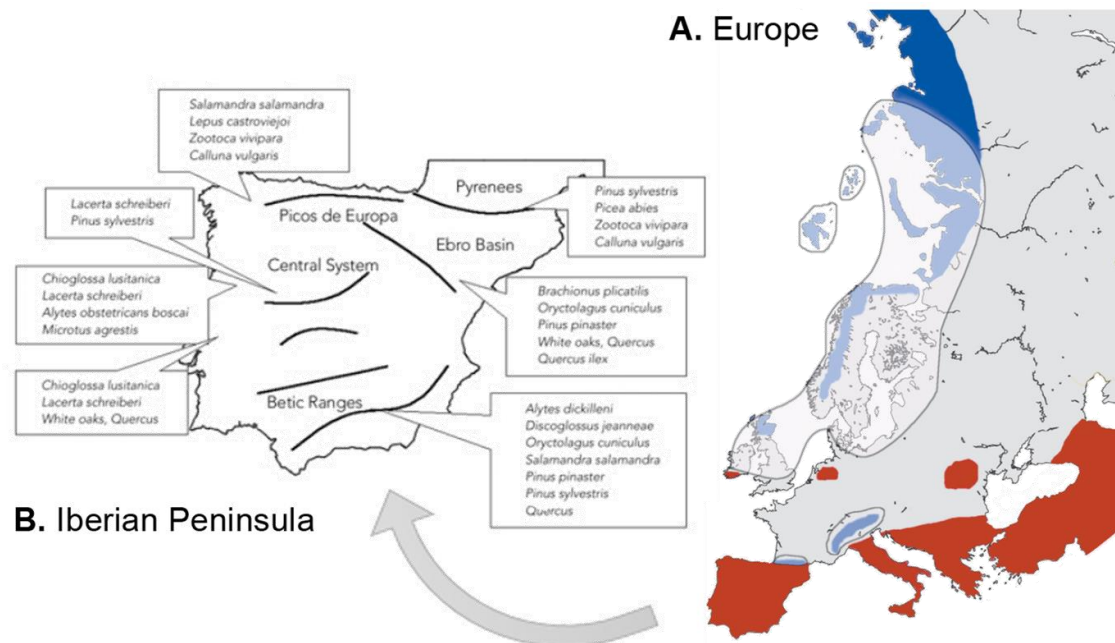 A. Europe
Salamandra salamandra
Lepus castroviejoi
Zootoca vivipara
Calluna vulgaris
Pyrenees
Lacerta schreiberi
Pinus sylvestris
Picos de Europa
Pinus sylvestris
Picea abies
Zootoca vivipara
Calluna vulgaris
Ebro Basin
Central System
Chioglossa lusitanica
Lacerta schreiberi
Alytes obstetricans boscai
Microtus agrestis
Brachionus plicatilis
Oryctolagus cuniculus
Pinus pinaster
White oaks, Quercus
Quercus ilex
Chioglossa lusitanica
Lacerta schreiberi
White oaks, Quercus
Betic Ranges
Alytes dickilleni
Discoglossus jeanneae
Oryctolagus cuniculus
Salamandra salamandra
Pinus pinaster
Pinus sylvestris
Quercus
B. Iberian Peninsula